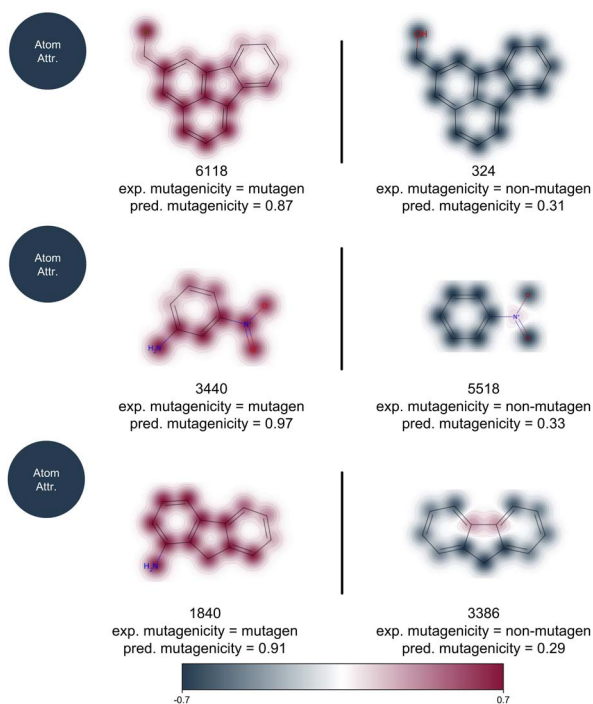 Atom
Attr.
OH
6118
exp. mutagenicity = mutagen
pred. mutagenicity = 0.87
324
exp. mutagenicity = non-mutagen
pred. mutagenicity = 0.31
Atom
Attr.
H₂N
N⁺
N⁺
3440
exp. mutagenicity = mutagen
pred. mutagenicity = 0.97
5518
exp. mutagenicity = non-mutagen
pred. mutagenicity = 0.33
Atom
Attr.
H₂N
1840
exp. mutagenicity = mutagen
pred. mutagenicity = 0.91
3386
exp. mutagenicity = non-mutagen
pred. mutagenicity = 0.29
-0.7
0.7